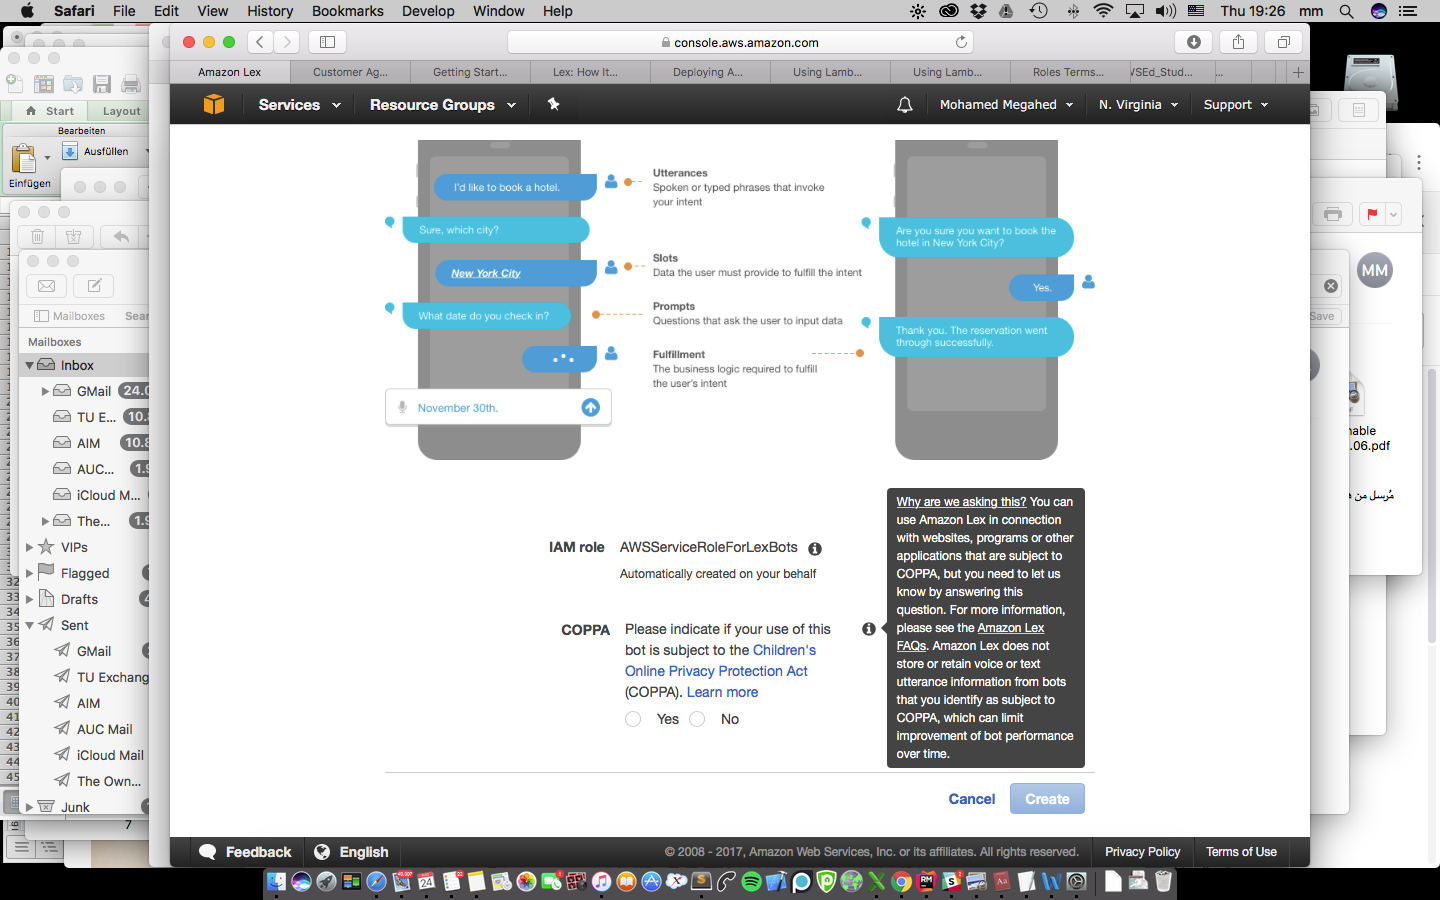 Safari File Edit View History Bookmarks Develop Window Help Thu 19:26 mm
console.aws.amazon.com
Amazon Lex Customer Ag... Getting Start... Lex: How It... Deploying A... Using Lamb... Using Lamb... Roles Terms... /SEd_Stud... ...
Services Resource Groups Mohamed Megahed N. Virginia Support
Start Layout
Bearbeiten
Ausfüllen
Einfügen
Mailboxes Sear
Mailboxes
Inbox
GMail 24.0
TU E... 10.8
AIM 10.8
AUC... 1.9
iCloud M...
The... 1.9
VIPs
Flagged
Drafts
Sent
GMail
TU Exchang
AIM
AUC Mail
iCloud Mail
The Own...
Junk
32
33
34
35
36
37
38
39
40
41
42
43
44
45
7
I'd like to book a hotel.
Sure, which city?
New York City
What date do you check in?
November 30th.
Utterances
Spoken or typed phrases that invoke
your intent
Slots
Data the user must provide to fulfill the intent
Prompts
Questions that ask the user to input data
Fulfillment
The business logic required to fulfill
the user's intent
Are you sure you want to book the
hotel in New York City?
Yes.
Thank you. The reservation went
through successfully.
IAM role AWSServiceRoleForLexBots
Automatically created on your behalf
COPPA Please indicate if your use of this
bot is subject to the Children's
Online Privacy Protection Act
(COPPA). Learn more
Yes No
Why are we asking this? You can
use Amazon Lex in connection
with websites, programs or other
applications that are subject to
COPPA, but you need to let us
know by answering this
question. For more information,
please see the Amazon Lex
FAQs. Amazon Lex does not
store or retain voice or text
utterance information from bots
that you identify as subject to
COPPA, which can limit
improvement of bot performance
over time.
Cancel Create
Feedback English © 2008 - 2017, Amazon Web Services, Inc. or its affiliates. All rights reserved. Privacy Policy Terms of Use
MM
Save
nable
.06.pdf
مُرسل من ه